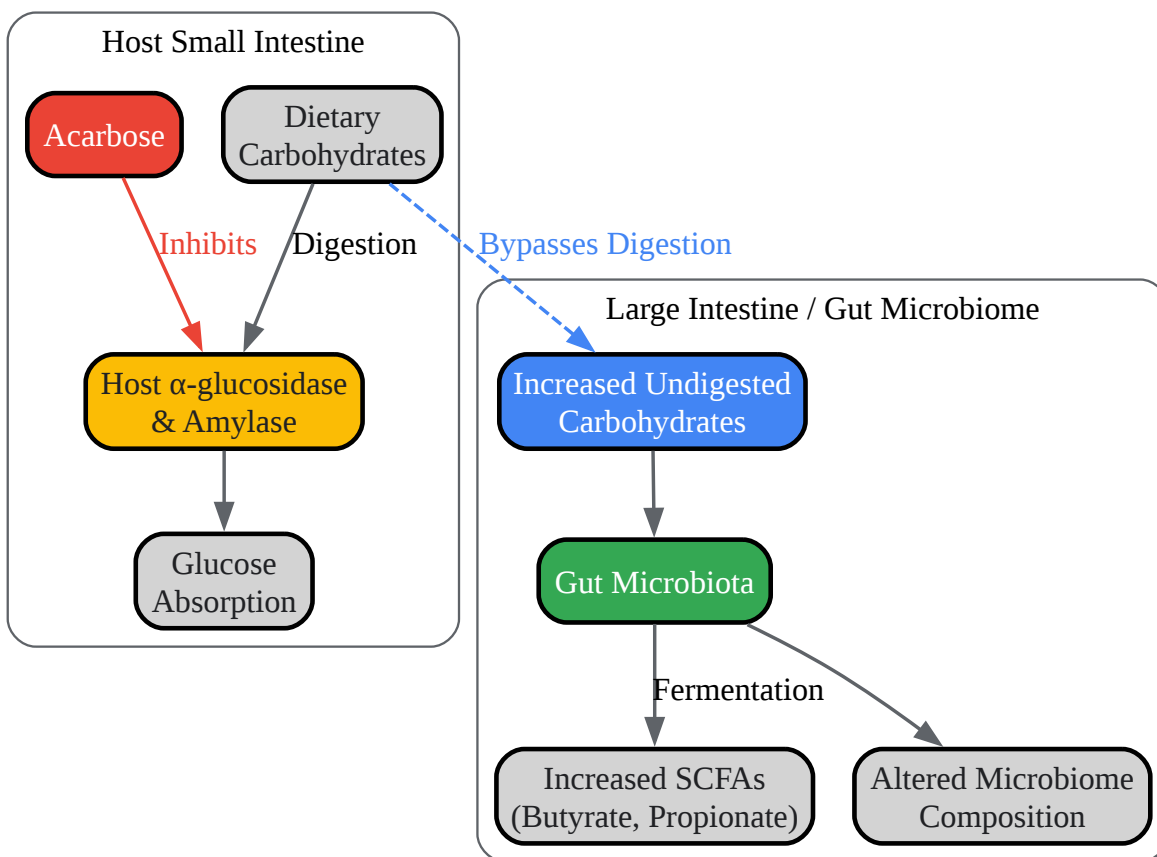 Host Small Intestine
Acarbose
Dietary
Carbohydrates
Inhibits
Digestion
Bypasses Digestion
Large Intestine / Gut Microbiome
Host α-glucosidase
& Amylase
Increased Undigested
Carbohydrates
Glucose
Absorption
Gut Microbiota
Fermentation
Increased SCFAs
(Butyrate, Propionate)
Altered Microbiome
Composition